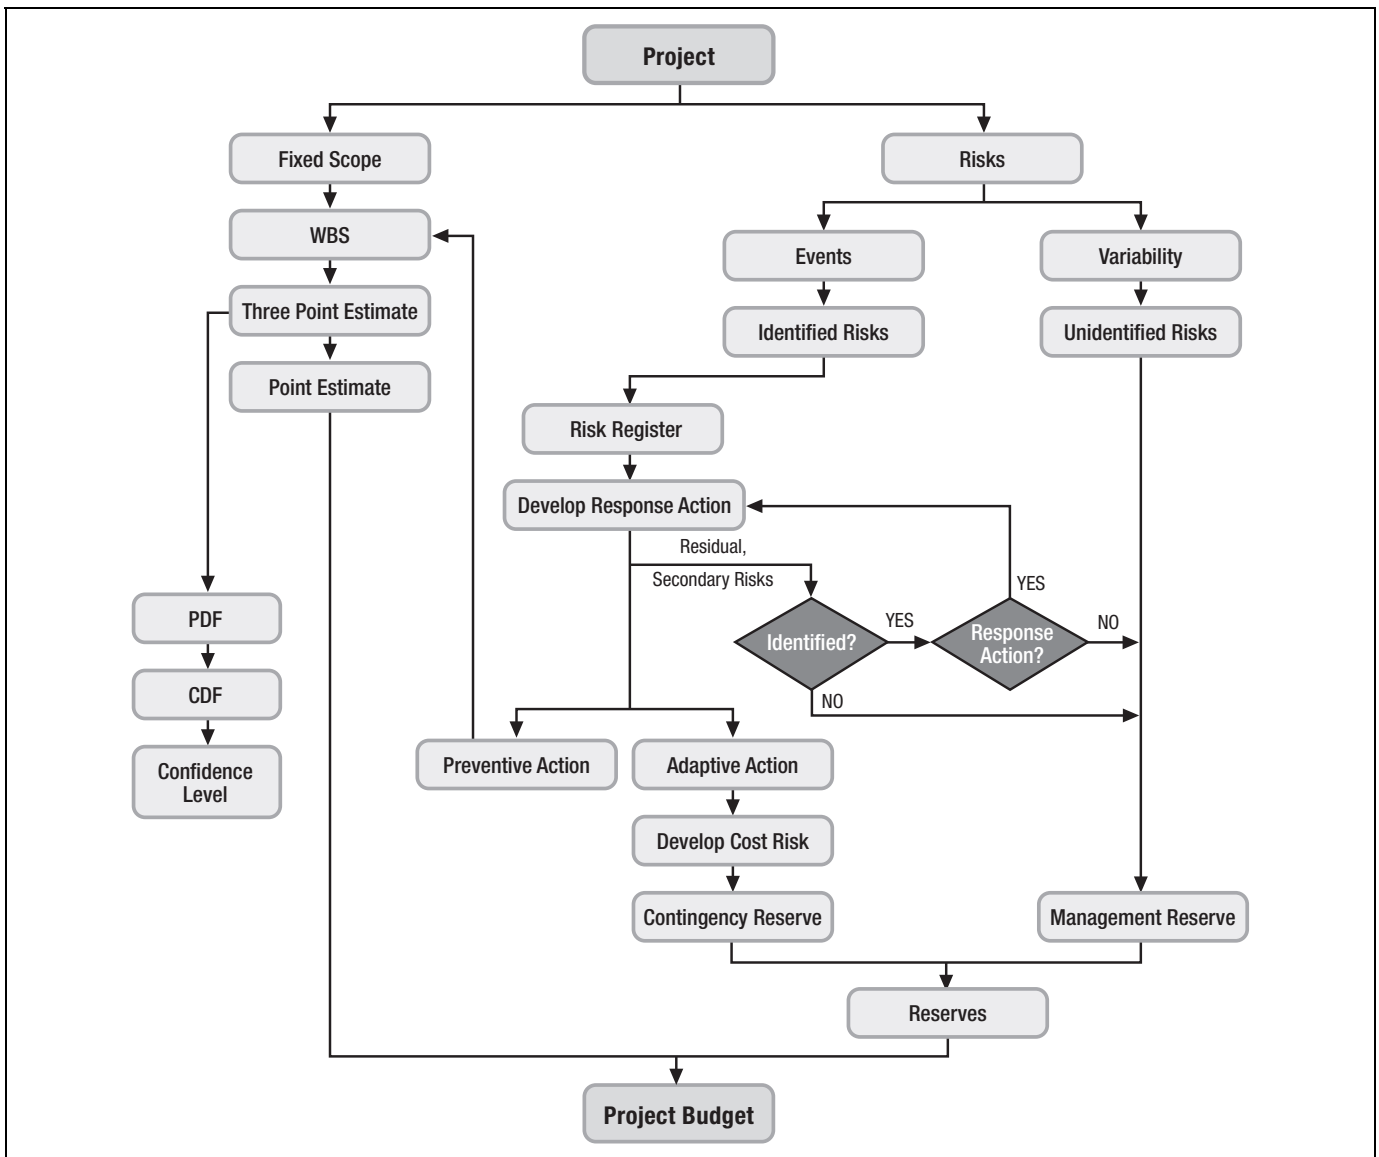 Project
Fixed Scope
Risks
WBS
Events
Variability
Three Point Estimate
Identified Risks
Unidentified Risks
Point Estimate
Risk Register
Develop Response Action
Residual,
Secondary Risks
YES
PDF
Identified?
YES
Response
Action?
NO
CDF
NO
Preventive Action
Adaptive Action
Confidence
Level
Develop Cost Risk
Contingency Reserve
Management Reserve
Reserves
Project Budget